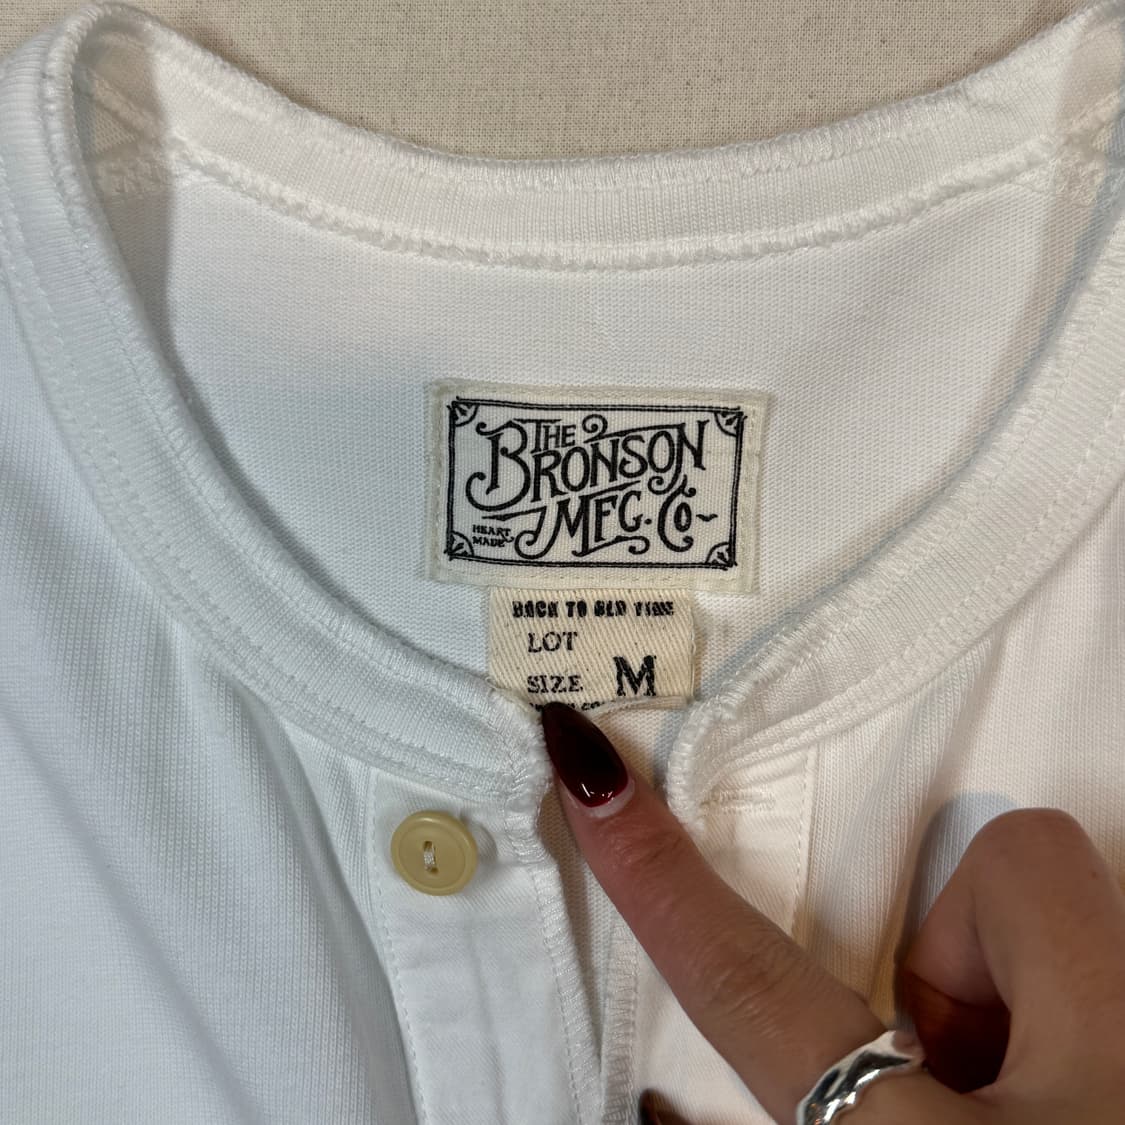 THE
BRONSON
MFG. Co~
HEART
MADE
BACK TO OLD TIME
LOT
SIZE M